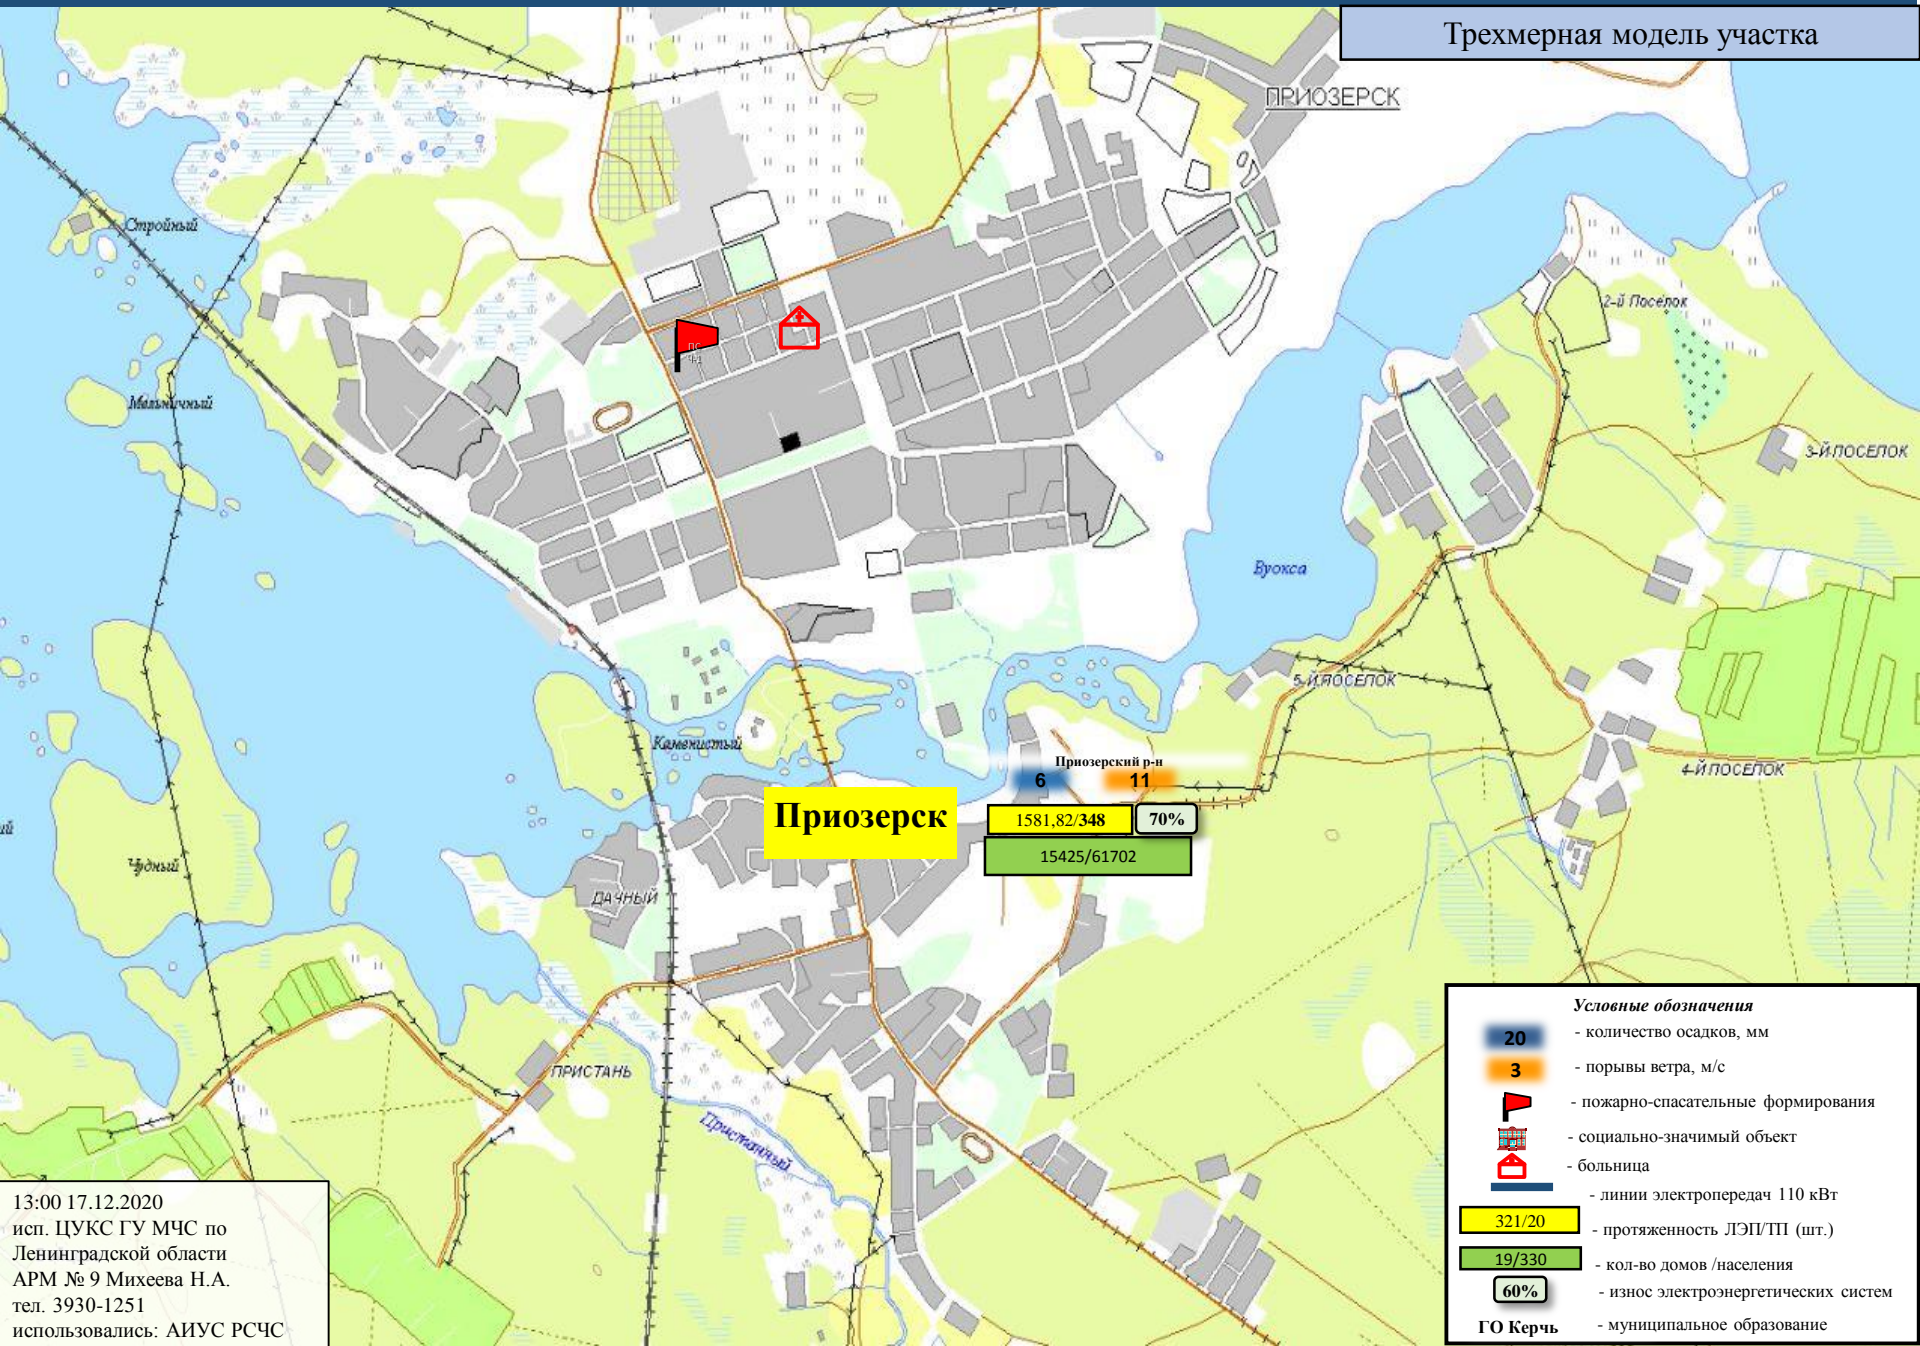 Трехмерная модель участка
ПРИОЗЕРСК
Стройный
2-й Поселок
Мельничный
3-Й ПОСЕЛОК
Вуокса
5-Й ПОСЕЛОК
Каменистый
4-Й ПОСЕЛОК
Приозерский р-н
6 11
Приозерск
1581,82/348 70%
15425/61702
Чудный
ДАЧНЫЙ
ПРИСТАНЬ
Пристанный
Условные обозначения
20 - количество осадков, мм
3 - порывы ветра, м/с
- пожарно-спасательные формирования
- социально-значимый объект
- больница
- линии электропередач 110 кВт
321/20 - протяженность ЛЭП/ТП (шт.)
19/330 - кол-во домов /населения
60% - износ электроэнергетических систем
ГО Керчь - муниципальное образование
13:00 17.12.2020
исп. ЦУКС ГУ МЧС по
Ленинградской области
АРМ № 9 Михеева Н.А.
тел. 3930-1251
использовались: АИУС РСЧС